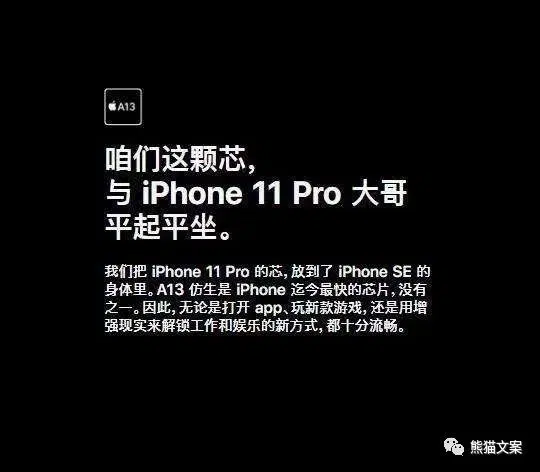 A13
咱们这颗芯,
与 iPhone 11 Pro 大哥
平起平坐。
我们把 iPhone 11 Pro 的芯, 放到了 iPhone SE 的
身体里。A13 仿生是 iPhone 迄今最快的芯片, 没有
之一。因此, 无论是打开 app、玩新款游戏, 还是用增
强现实来解锁工作和娱乐的新方式, 都十分流畅。
熊猫文案